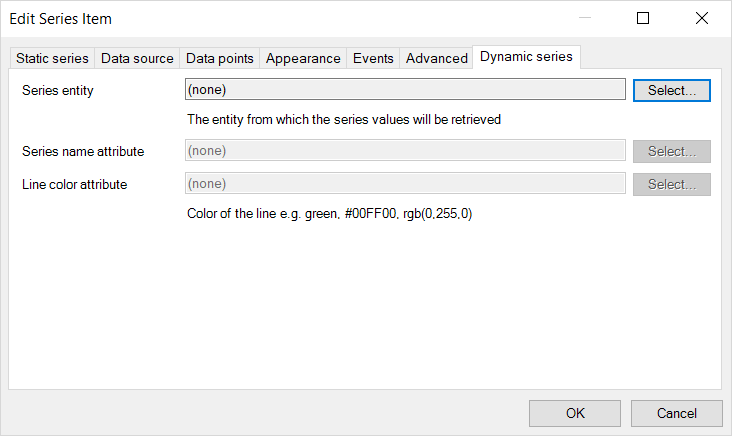 Edit Series Item
Static series Data source Data points Appearance Events Advanced Dynamic series
Series entity (none) Select...
The entity from which the series values will be retrieved
Series name attribute (none) Select...
Line color attribute (none) Select...
Color of the line e.g. green, #00FF00, rgb(0,255,0)
OK Cancel